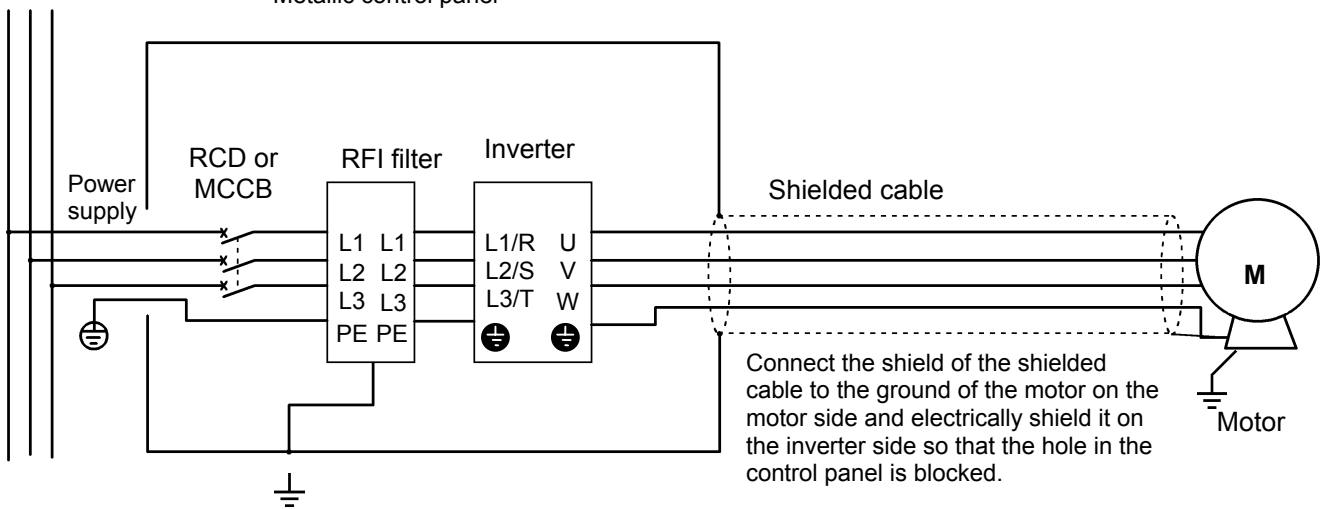 Metallic control panel
Power
supply
RCD or
MCCB
RFI filter
Inverter
Shielded cable
L1 L1
L2 L2
L3 L3
PE PE
L1/R U
L2/S V
L3/T W
M
Motor
Connect the shield of the shielded
cable to the ground of the motor on the
motor side and electrically shield it on
the inverter side so that the hole in the
control panel is blocked.